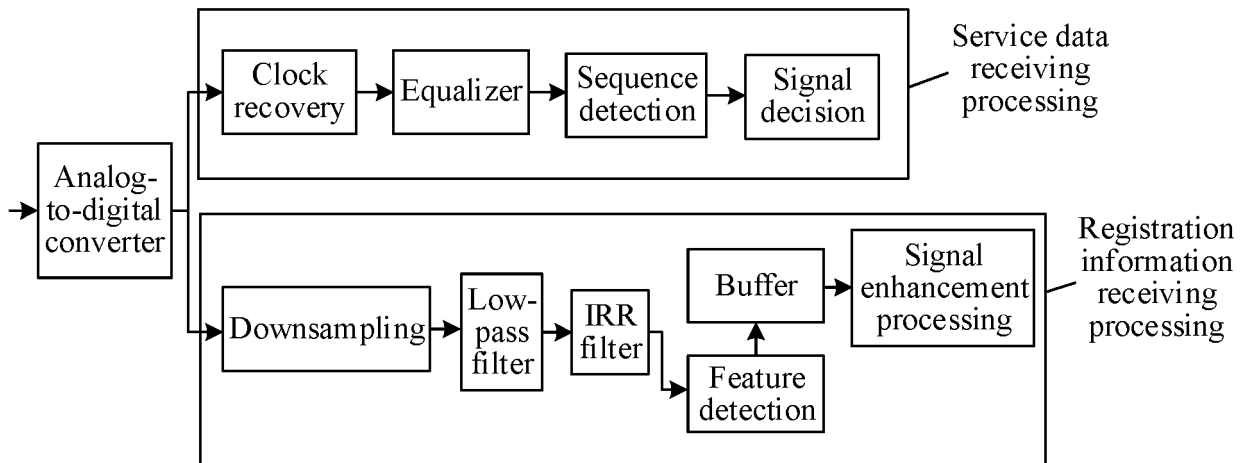 Analog-
to-digital
converter
Clock
recovery
Equalizer
Sequence
detection
Signal
decision
Service data
receiving
processing
Downsampling
Low-
pass
filter
IRR
filter
Feature
detection
Buffer
Signal
enhancement
processing
Registration
information
receiving
processing